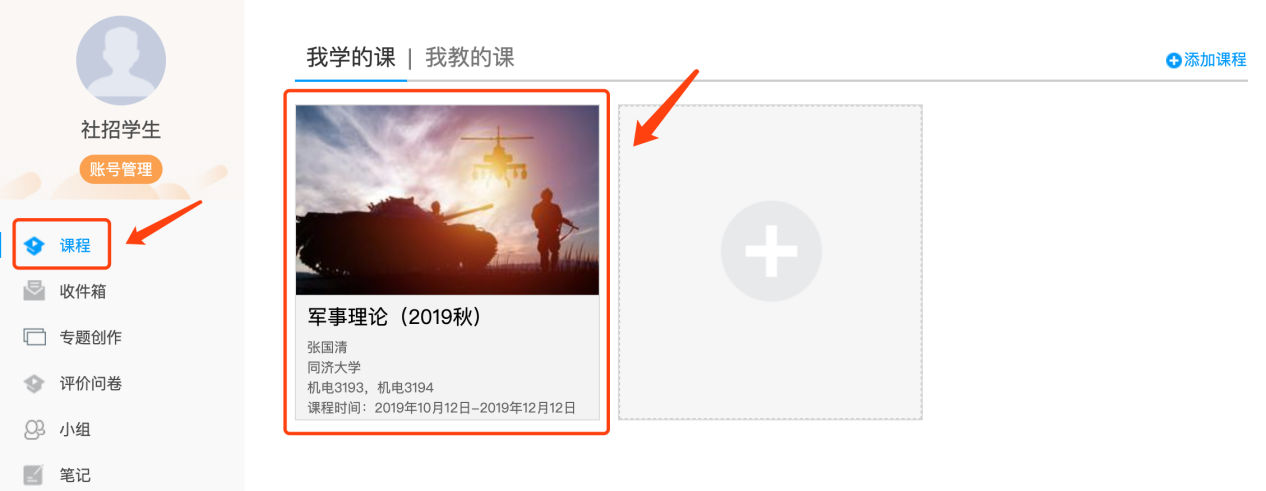 社招学生
账号管理
课程
收件箱
专题创作
评价问卷
小组
笔记
我学的课 | 我教的课
添加课程
军事理论（2019秋）
张国清
同济大学
机电3193，机电3194
课程时间：2019年10月12日-2019年12月12日